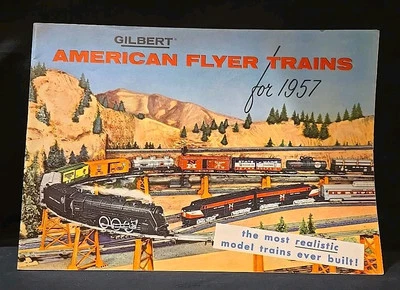 GILBERT
AMERICAN FLYER TRAINS
for 1957
the most realistic
model trains ever built!